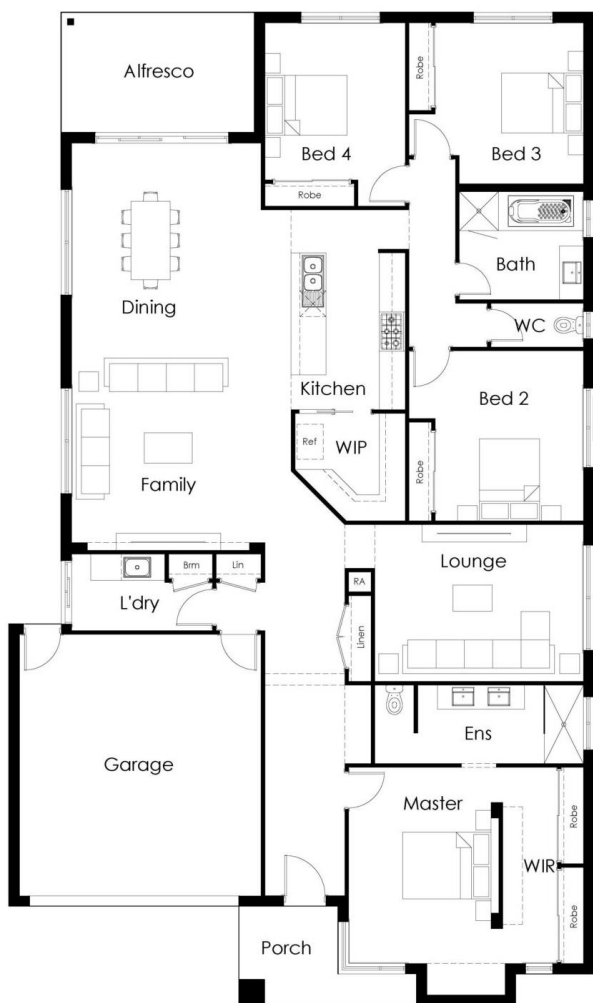 Alfresco
Bed 4
Robe
Robe
Bed 3
Bath
Dining
WC
Kitchen
Bed 2
Ref
WIP
Robe
Family
Brm
Lin
Lounge
L'dry
RA
Linen
Ens
Garage
Master
Robe
WIR
Robe
Porch